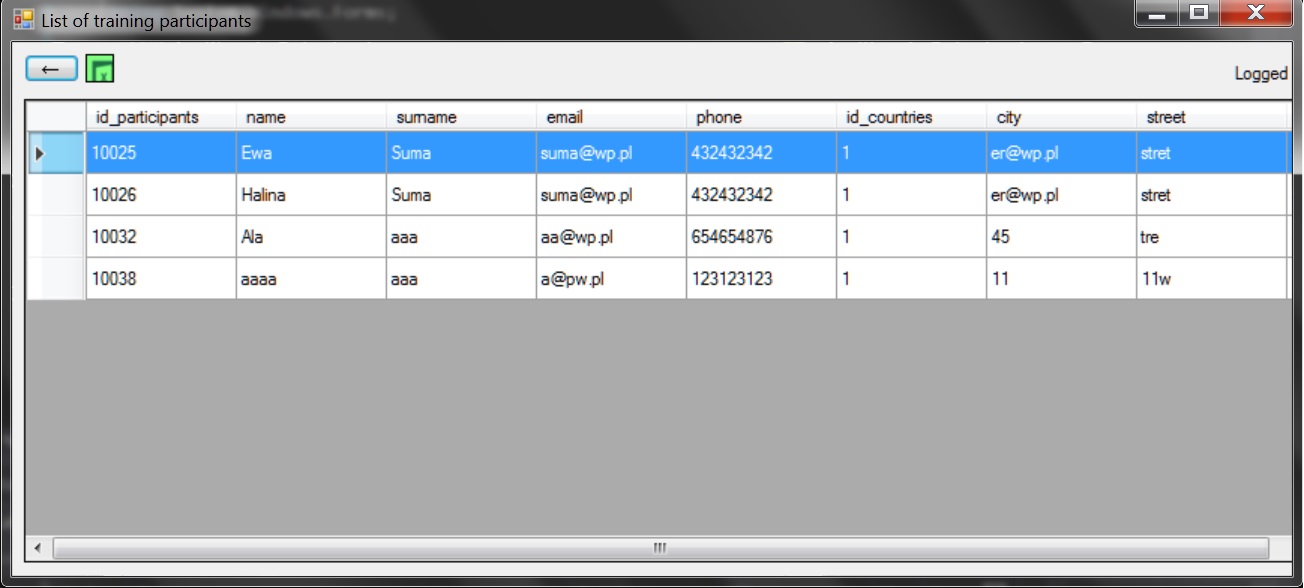 List of training participants
Logged
id_participants name surname email phone id_countries city street
10025 Ewa Suma suma@wp.pl 432432342 1 er@wp.pl stret
10026 Halina Suma suma@wp.pl 432432342 1 er@wp.pl stret
10032 Ala aaa aa@wp.pl 654654876 1 45 tre
10038 aaaa aaa a@pw.pl 123123123 1 11 11w